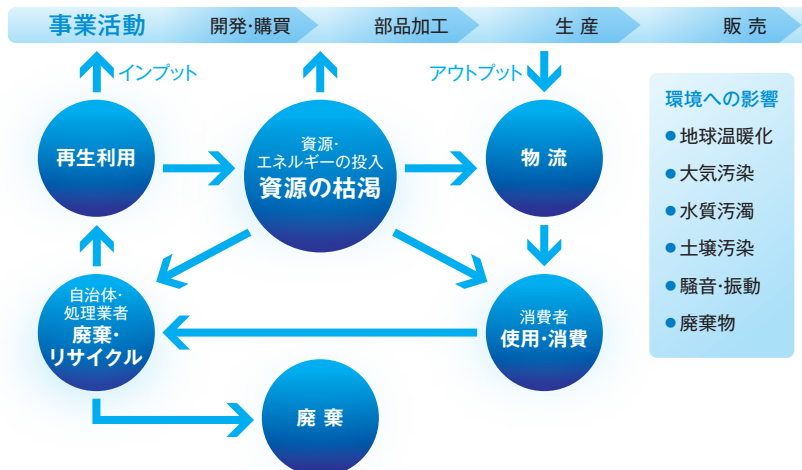 事業活動
開発・購買
部品加工
生産
販売
インプット
アウトプット
再生利用
資源・
エネルギーの投入
資源の枯渇
物流
環境への影響
●地球温暖化
●大気汚染
●水質汚濁
●土壌汚染
●騒音・振動
●廃棄物
自治体・
処理業者
廃棄・
リサイクル
消費者
使用・消費
廃棄